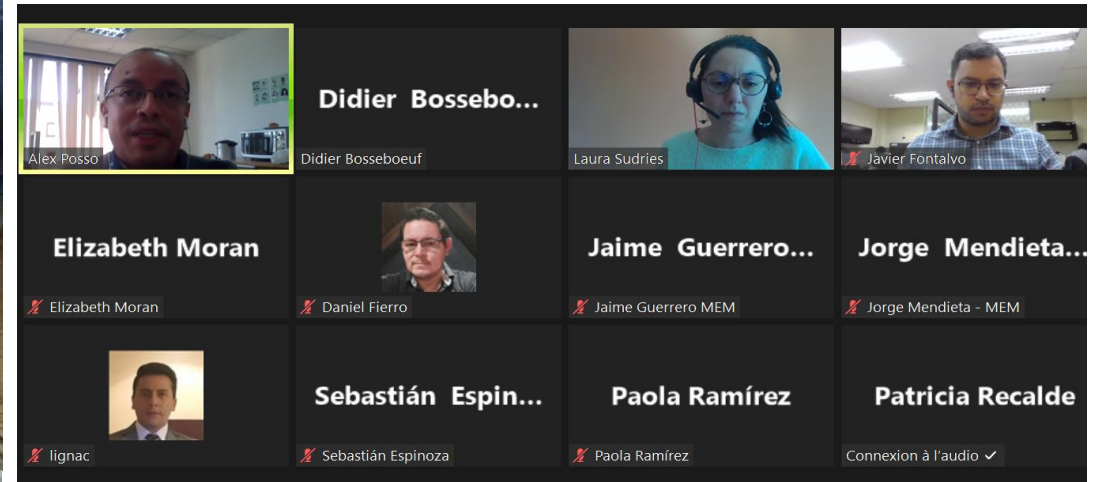 Alex Posso
Didier Bossebo...
Didier Bosseboeuf
Laura Sudries
Javier Fontalvo
Elizabeth Moran
Elizabeth Moran
Daniel Fierro
Jaime Guerrero...
Jaime Guerrero MEM
Jorge Mendieta...
Jorge Mendieta - MEM
lignac
Sebastián Espin...
Sebastián Espinoza
Paola Ramírez
Paola Ramírez
Patricia Recalde
Connexion à l'audio ✓